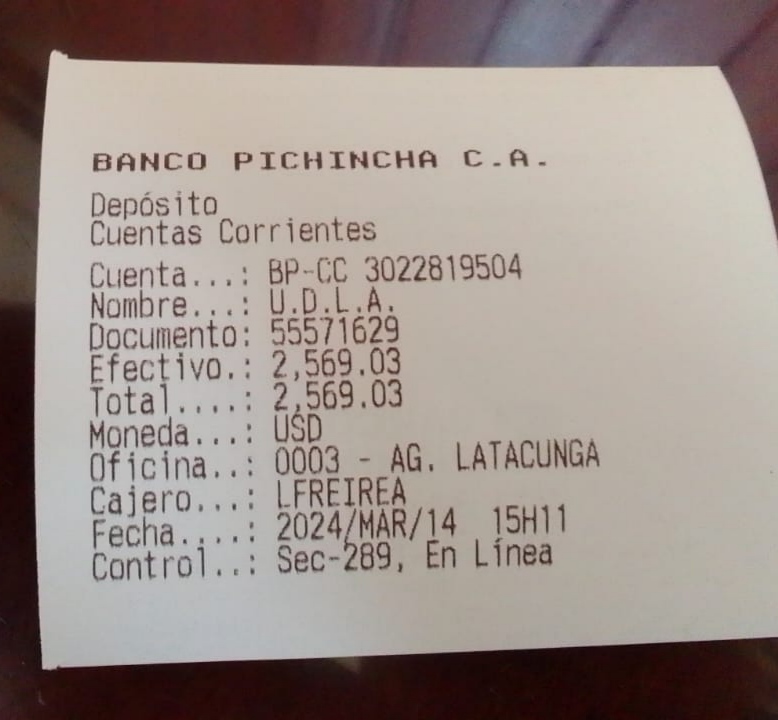 BANCO PICHINCHA C.A.
Depósito
Cuentas Corrientes
Cuenta...: BP-CC 3022819504
Nombre...: U.D.L.A.
Documento: 55571629
Efectivo.: 2,569.03
Total....: 2,569.03
Moneda...: USD
Oficina..: 0003 - AG. LATACUNGA
Cajero...: LFREIREA
Fecha....: 2024/MAR/14 15H11
Control..: Sec-289, En Línea